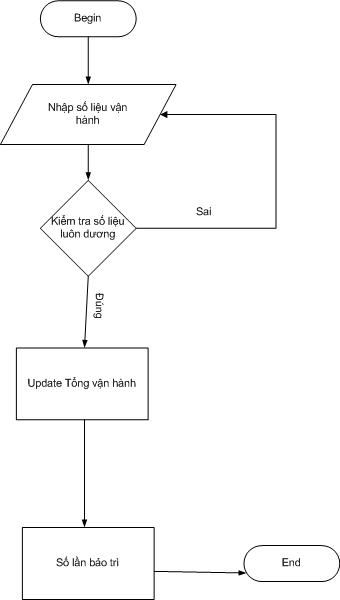 Begin
Nhập số liệu vận
hành
Kiểm tra số liệu
luôn dương
Sai
Đúng
Update Tổng vận hành
Số lần bảo trì
End